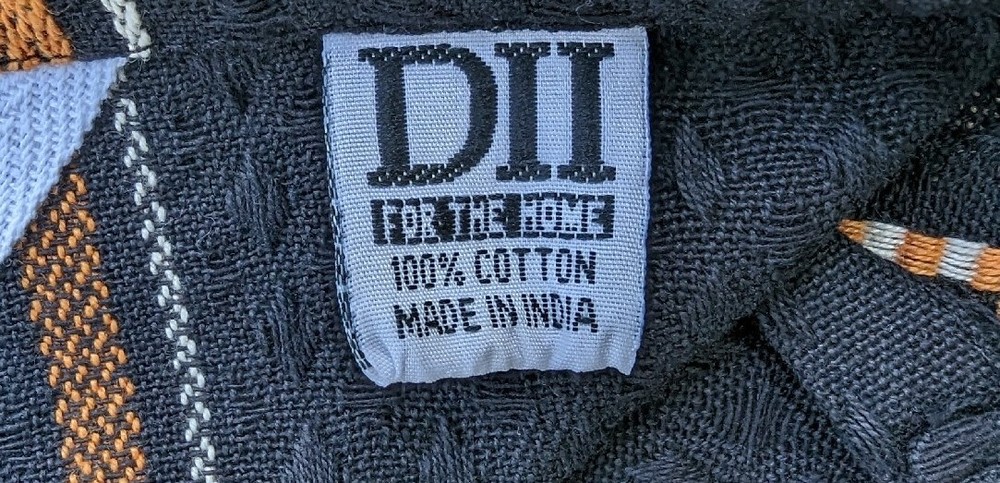 DII
FOR THE HOME
100% COTTON
MADE IN INDIA